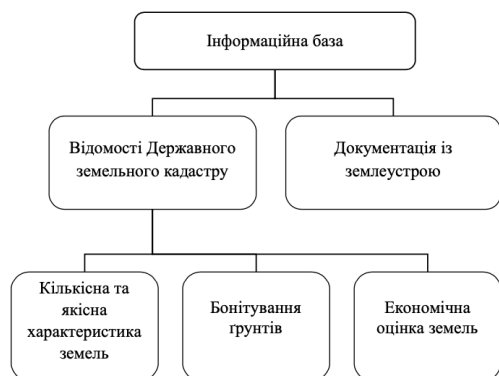 Інформаційна база
Відомості Державного
земельного кадастру
Документація із
землеустрою
Кількісна та
якісна
характеристика
земель
Бонітування
ґрунтів
Економічна
оцінка земель